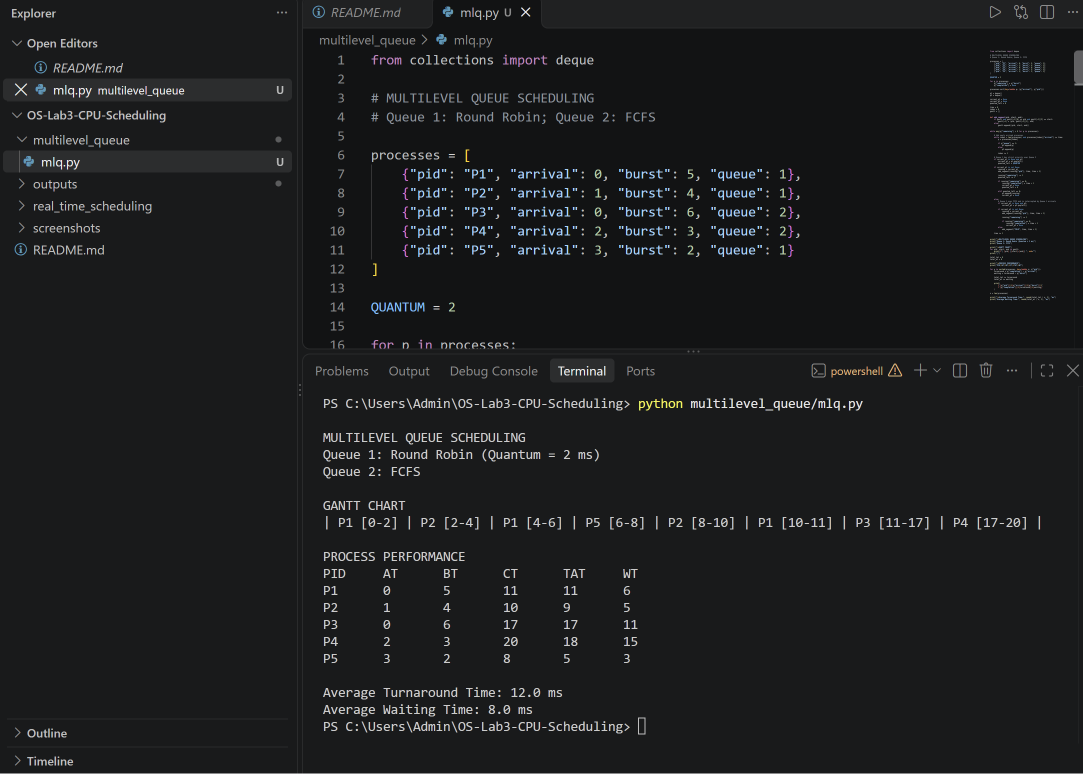 Explorer
Open Editors
README.md
mlq.py multilevel_queue U
OS-Lab3-CPU-Scheduling
multilevel_queue
mlq.py U
outputs
real_time_scheduling
screenshots
README.md
Outline
Timeline
README.md
mlq.py U
multilevel_queue > mlq.py
1 from collections import deque
2
3 # MULTILEVEL QUEUE SCHEDULING
4 # Queue 1: Round Robin; Queue 2: FCFS
5
6 processes = [
7     {"pid": "P1", "arrival": 0, "burst": 5, "queue": 1},
8     {"pid": "P2", "arrival": 1, "burst": 4, "queue": 1},
9     {"pid": "P3", "arrival": 0, "burst": 6, "queue": 2},
10     {"pid": "P4", "arrival": 2, "burst": 3, "queue": 2},
11     {"pid": "P5", "arrival": 3, "burst": 2, "queue": 1}
12 ]
13
14 QUANTUM = 2
15
16 for p in processes:
Problems Output Debug Console Terminal Ports
powershell
PS C:\Users\Admin\OS-Lab3-CPU-Scheduling> python multilevel_queue/mlq.py
MULTILEVEL QUEUE SCHEDULING
Queue 1: Round Robin (Quantum = 2 ms)
Queue 2: FCFS
GANTT CHART
| P1 [0-2] | P2 [2-4] | P1 [4-6] | P5 [6-8] | P2 [8-10] | P1 [10-11] | P3 [11-17] | P4 [17-20] |
PROCESS PERFORMANCE
PID AT BT CT TAT WT
P1 0 5 11 11 6
P2 1 4 10 9 5
P3 0 6 17 17 11
P4 2 3 20 18 15
P5 3 2 8 5 3
Average Turnaround Time: 12.0 ms
Average Waiting Time: 8.0 ms
PS C:\Users\Admin\OS-Lab3-CPU-Scheduling>